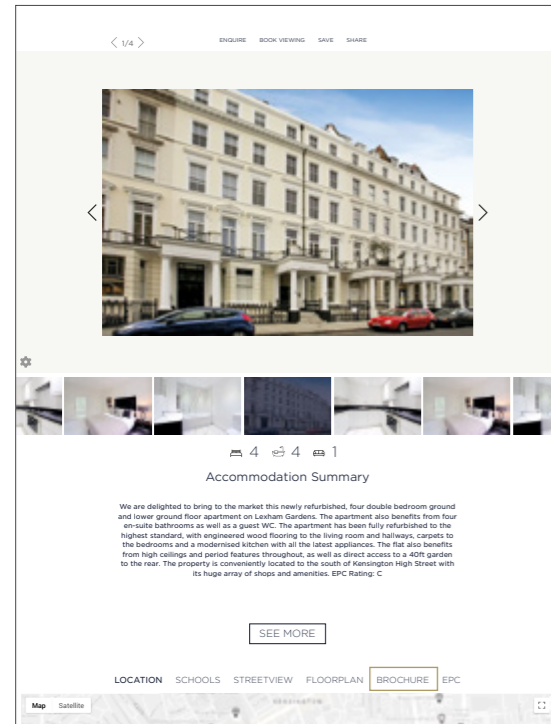 1/4
ENQUIRE BOOK VIEWING SAVE SHARE
4 4 1
Accommodation Summary
We are delighted to bring to the market this newly refurbished, four double bedroom ground
and lower ground floor apartment on Lexham Gardens. The apartment also benefits from four
en-suite bathrooms as well as a guest WC. The apartment has been fully refurbished to the
highest standard, with engineered wood flooring to the living room and hallways, carpets to
the bedrooms and a modernised kitchen with all the latest appliances. The flat also benefits
from high ceilings and period features throughout, as well as direct access to a 40ft garden
to the rear. The property is conveniently located to the south of Kensington High Street with
its huge array of shops and amenities. EPC Rating: C
SEE MORE
LOCATION SCHOOLS STREETVIEW FLOORPLAN BROCHURE EPC
KENSINGTON
Map Satellite